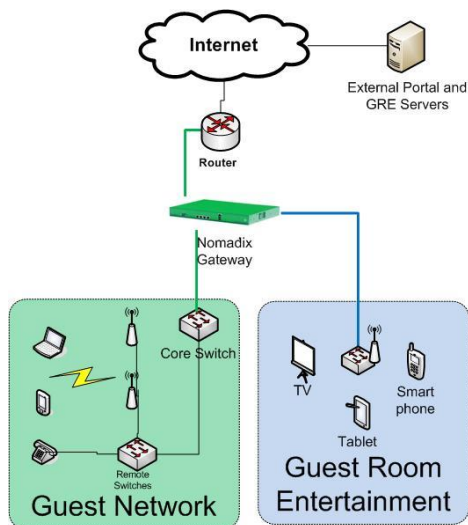 Internet
External Portal and
GRE Servers
Router
Nomadix
Gateway
Core Switch
TV
Smart
phone
Tablet
Remote
Switches
Guest Network
Guest Room
Entertainment